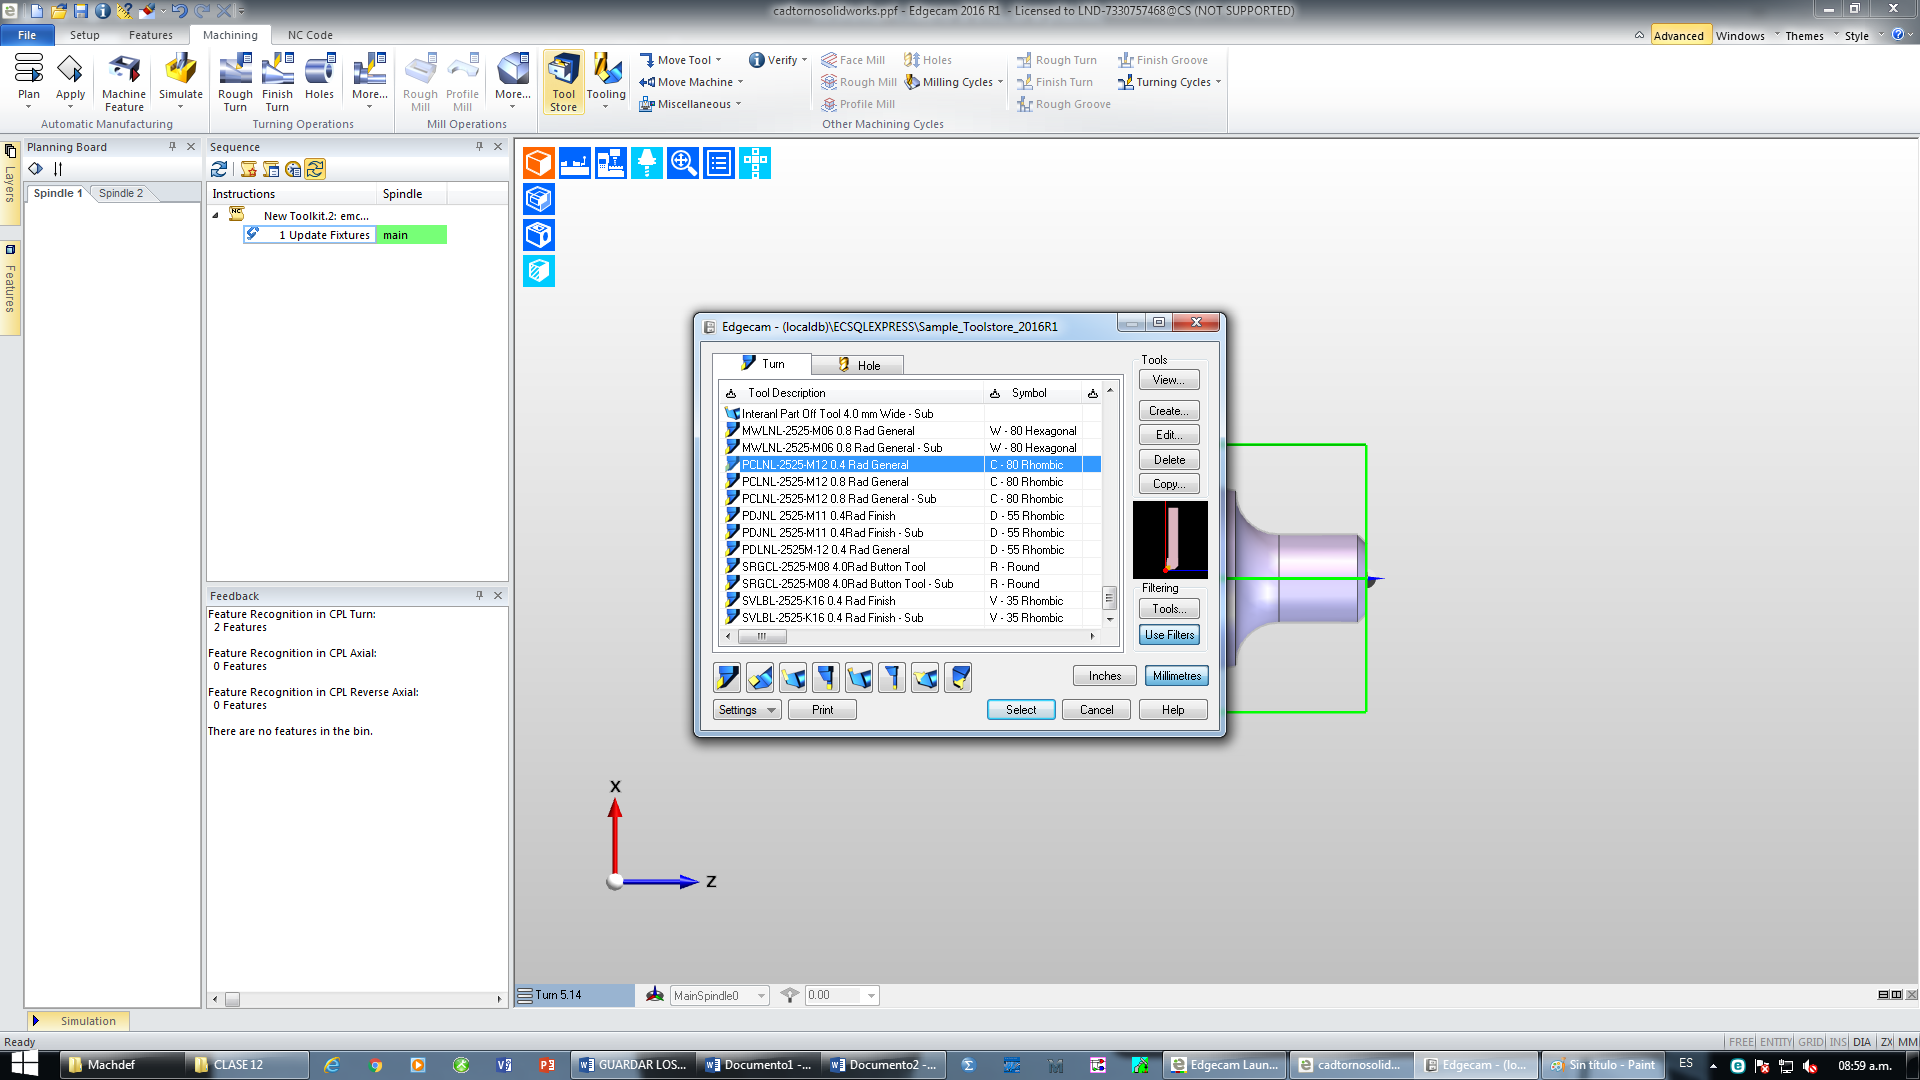 cadtornosolidworks.ppf - Edgecam 2016 R1 - Licensed to LND-7330757468@CS (NOT SUPPORTED)
File Setup Features Machining NC Code Advanced Windows Themes Style
Plan Apply Machine Feature Simulate
Automatic Manufacturing
Rough Turn Finish Turn Holes More...
Turning Operations
Rough Mill Profile Mill More...
Mill Operations
Tool Store Tooling
Move Tool Verify Face Mill Holes Rough Turn Finish Groove
Move Machine Rough Mill Milling Cycles Finish Turn Turning Cycles
Miscellaneous Profile Mill Rough Groove
Other Machining Cycles
Layers
Features
Planning Board
Spindle 1 Spindle 2
Sequence
Instructions Spindle
NC New Toolkit.2: emc...
1 Update Fixtures main
Feedback
Feature Recognition in CPL Turn:
2 Features
Feature Recognition in CPL Axial:
0 Features
Feature Recognition in CPL Reverse Axial:
0 Features
There are no features in the bin.
Edgecam - (localdb)\ECSQLEXPRESS\Sample_Toolstore_2016R1
Turn Hole
Tool Description Symbol
Interanl Part Off Tool 4.0 mm Wide - Sub
MWLNL-2525-M06 0.8 Rad General W - 80 Hexagonal
MWLNL-2525-M06 0.8 Rad General - Sub W - 80 Hexagonal
PCLNL-2525-M12 0.4 Rad General C - 80 Rhombic
PCLNL-2525-M12 0.8 Rad General C - 80 Rhombic
PCLNL-2525-M12 0.8 Rad General - Sub C - 80 Rhombic
PDJNL 2525-M11 0.4Rad Finish D - 55 Rhombic
PDJNL 2525-M11 0.4Rad Finish - Sub D - 55 Rhombic
PDLNL-2525M-12 0.4 Rad General D - 55 Rhombic
SRGCL-2525-M08 4.0Rad Button Tool R - Round
SRGCL-2525-M08 4.0Rad Button Tool - Sub R - Round
SVLBL-2525-K16 0.4 Rad Finish V - 35 Rhombic
SVLBL-2525-K16 0.4 Rad Finish - Sub V - 35 Rhombic
Tools
View...
Create...
Edit...
Delete
Copy...
Filtering
Tools...
Use Filters
Inches Millimetres
Settings Print Select Cancel Help
X
Z
Turn 5.14 MainSpindle0 0.00
Simulation
Ready FREE ENTITY GRID INS DIA ZX MM
Machdef CLASE 12 GUARDAR LOS... Documento1 -... Documento2 -... Edgecam Laun... cadtornosolid... Edgecam - (lo... Sin título - Paint ES 08:59 a.m.